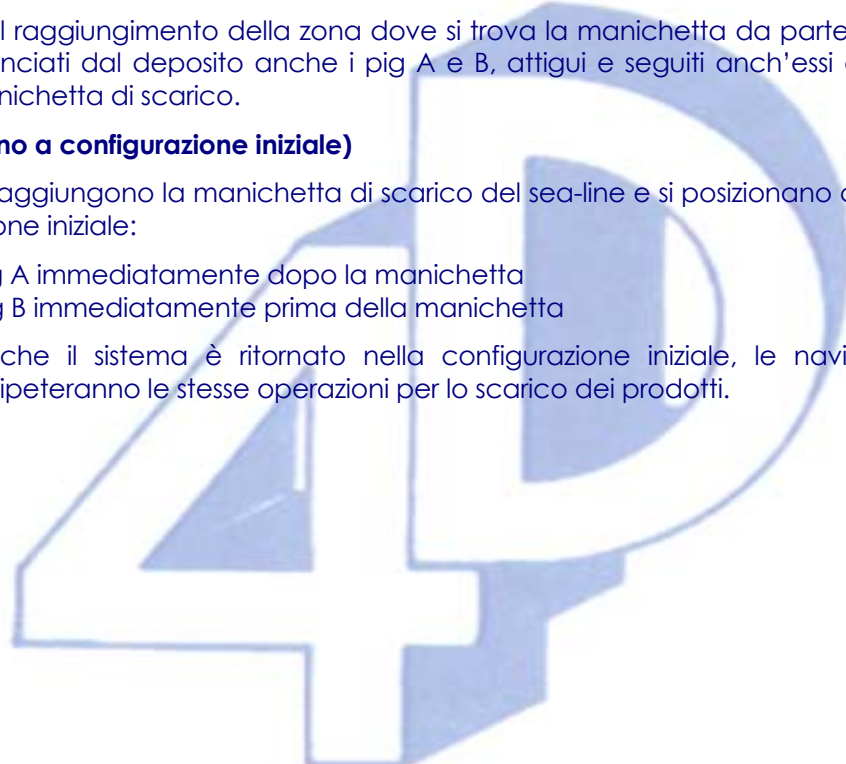 l raggiungimento della zona dove si trova la manichetta da parte
nciati dal deposito anche i pig A e B, attigui e seguiti anch’essi
nichetta di scarico.
no a configurazione iniziale)
aggiungono la manichetta di scarico del sea-line e si posizionano
one iniziale:
g A immediatamente dopo la manichetta
g B immediatamente prima della manichetta
che il sistema è ritornato nella configurazione iniziale, le navi
ipeteranno le stesse operazioni per lo scarico dei prodotti.
4D